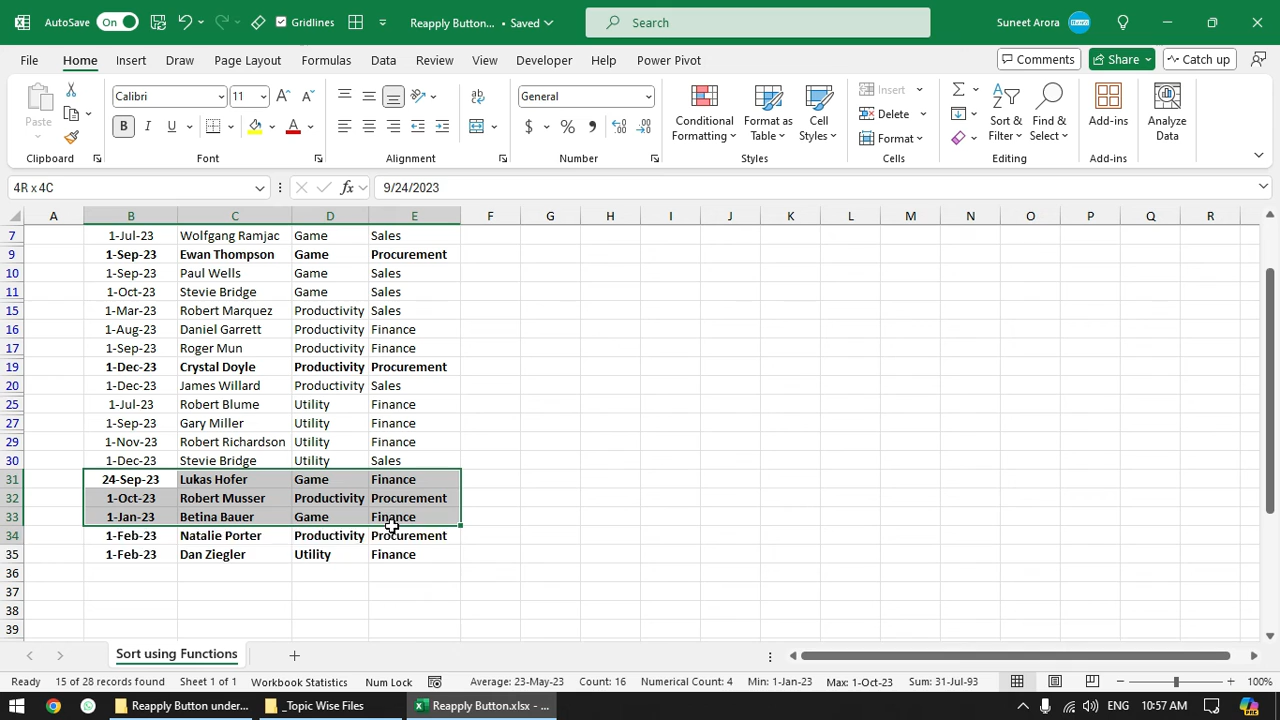 AutoSave On Gridlines Reapply Button... • Saved Search Suneet Arora
File Home Insert Draw Page Layout Formulas Data Review View Developer Help Power Pivot Comments Share Catch up
Paste Calibri 11 General Conditional Formatting Format as Table Cell Styles Insert Delete Format Sort & Filter Find & Select Add-ins Analyze Data
Clipboard Font Alignment Number Styles Cells Editing Add-ins
4R x 4C fx 9/24/2023
A B C D E F G H I J K L M N O P Q R
7 1-Jul-23 Wolfgang Ramjac Game Sales
9 1-Sep-23 Ewan Thompson Game Procurement
10 1-Sep-23 Paul Wells Game Sales
11 1-Oct-23 Stevie Bridge Game Sales
15 1-Mar-23 Robert Marquez Productivity Sales
16 1-Aug-23 Daniel Garrett Productivity Finance
17 1-Sep-23 Roger Mun Productivity Finance
19 1-Dec-23 Crystal Doyle Productivity Procurement
20 1-Dec-23 James Willard Productivity Sales
25 1-Jul-23 Robert Blume Utility Finance
27 1-Sep-23 Gary Miller Utility Finance
29 1-Nov-23 Robert Richardson Utility Finance
30 1-Dec-23 Stevie Bridge Utility Sales
31 24-Sep-23 Lukas Hofer Game Finance
32 1-Oct-23 Robert Musser Productivity Procurement
33 1-Jan-23 Betina Bauer Game Finance
34 1-Feb-23 Natalie Porter Productivity Procurement
35 1-Feb-23 Dan Ziegler Utility Finance
36
37
38
39
Sort using Functions
Ready 15 of 28 records found Sheet 1 of 1 Workbook Statistics Num Lock Average: 23-May-23 Count: 16 Numerical Count: 4 Min: 1-Jan-23 Max: 1-Oct-23 Sum: 31-Jul-93 100%
Reapply Button unde... _Topic Wise Files Reapply Button.xlsx - ... ENG 10:57 AM